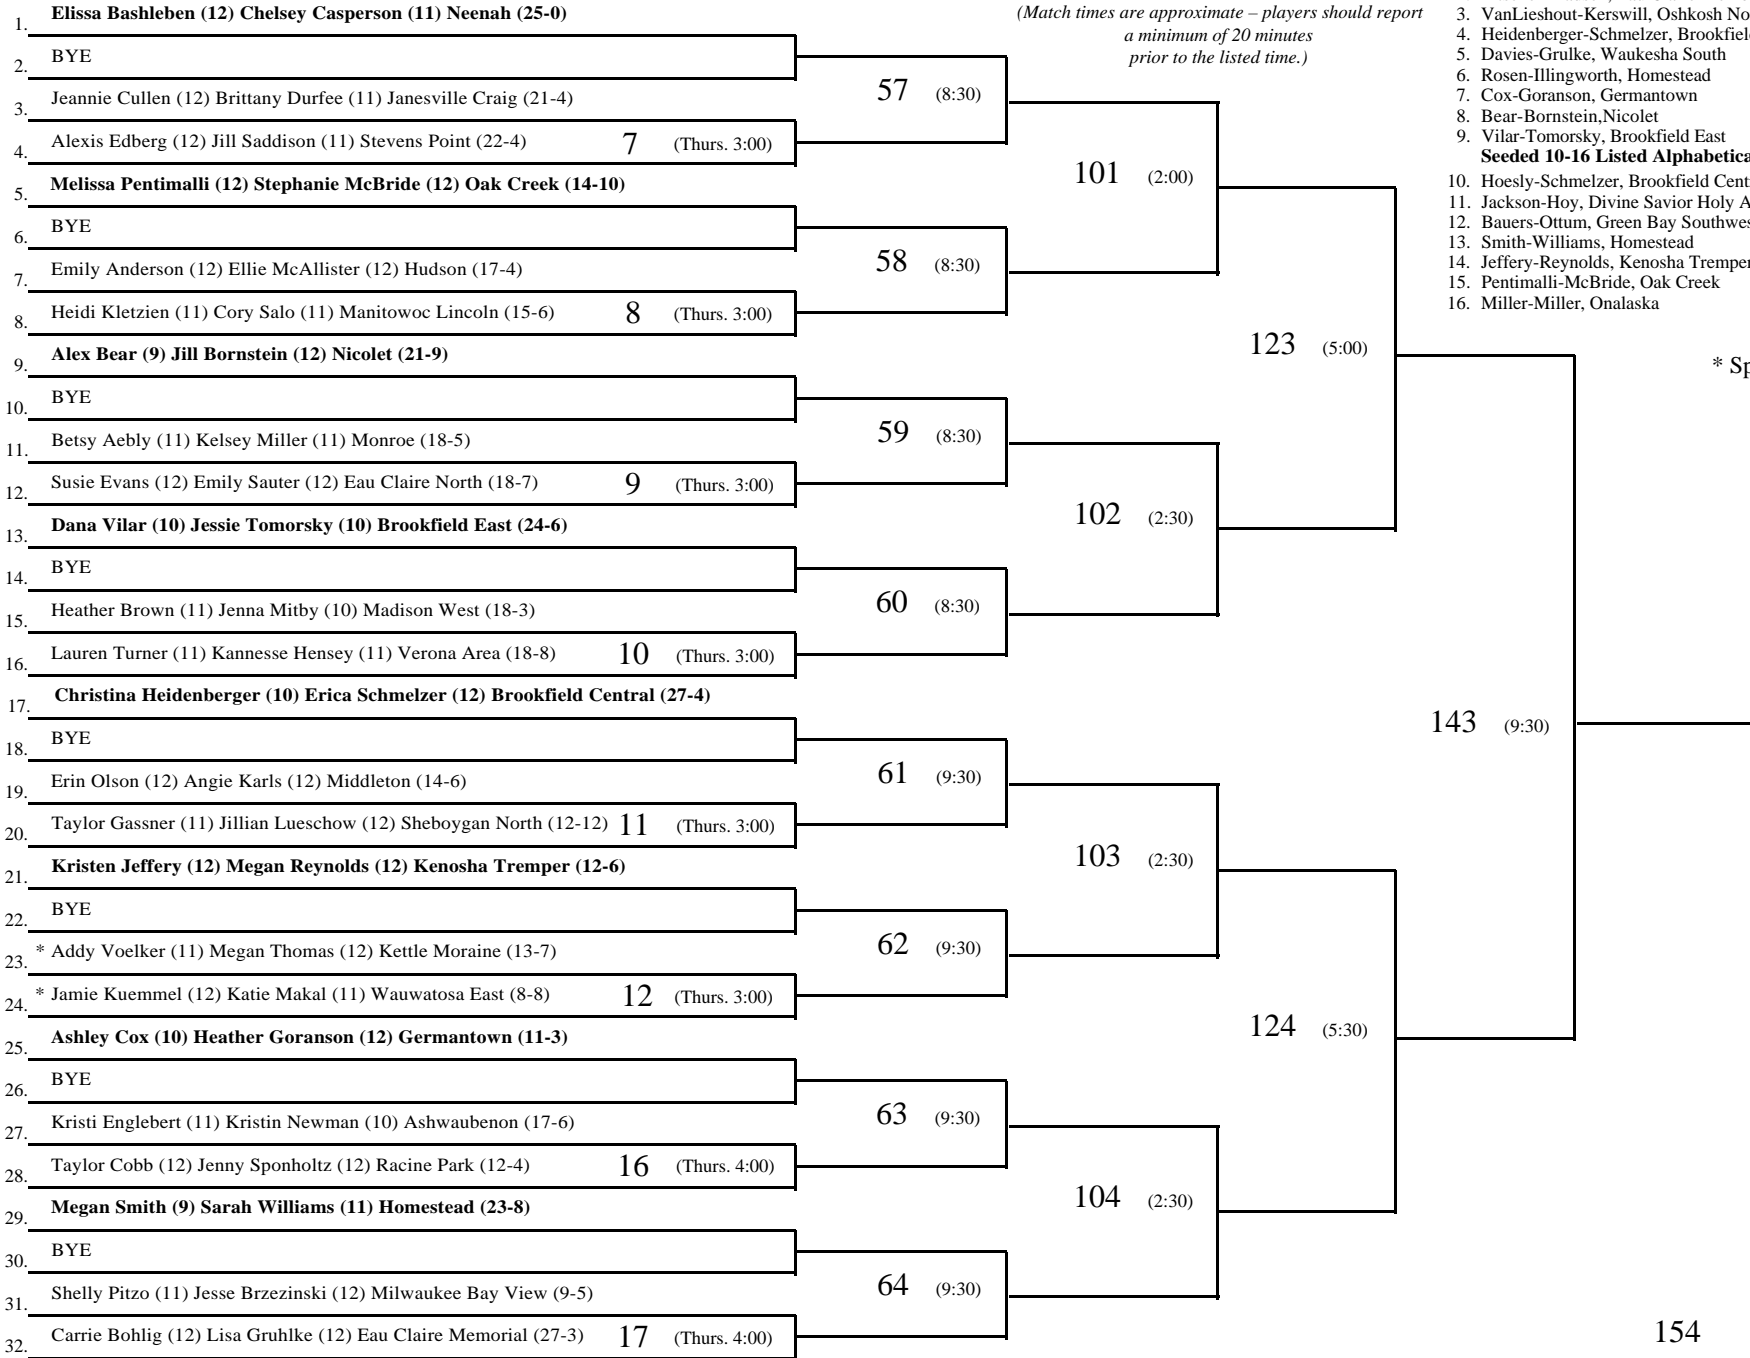 1. Elissa Bashleben (12) Chelsey Casperson (11) Neenah (25-0)
2. BYE
57 (8:30)
3. Jeannie Cullen (12) Brittany Durfee (11) Janesville Craig (21-4)
4. Alexis Edberg (12) Jill Saddison (11) Stevens Point (22-4) 7 (Thurs. 3:00)
101 (2:00)
5. Melissa Pentimalli (12) Stephanie McBride (12) Oak Creek (14-10)
6. BYE
58 (8:30)
7. Emily Anderson (12) Ellie McAllister (12) Hudson (17-4)
8. Heidi Kletzien (11) Cory Salo (11) Manitowoc Lincoln (15-6) 8 (Thurs. 3:00)
123 (5:00)
9. Alex Bear (9) Jill Bornstein (12) Nicolet (21-9)
10. BYE
59 (8:30)
11. Betsy Aebly (11) Kelsey Miller (11) Monroe (18-5)
12. Susie Evans (12) Emily Sauter (12) Eau Claire North (18-7) 9 (Thurs. 3:00)
102 (2:30)
13. Dana Vilar (10) Jessie Tomorsky (10) Brookfield East (24-6)
14. BYE
60 (8:30)
15. Heather Brown (11) Jenna Mitby (10) Madison West (18-3)
16. Lauren Turner (11) Kannesse Hensey (11) Verona Area (18-8) 10 (Thurs. 3:00)
17. Christina Heidenberger (10) Erica Schmelzer (12) Brookfield Central (27-4)
143 (9:30)
18. BYE
61 (9:30)
19. Erin Olson (12) Angie Karls (12) Middleton (14-6)
20. Taylor Gassner (11) Jillian Lueschow (12) Sheboygan North (12-12) 11 (Thurs. 3:00)
103 (2:30)
21. Kristen Jeffery (12) Megan Reynolds (12) Kenosha Tremper (12-6)
22. BYE
62 (9:30)
23. * Addy Voelker (11) Megan Thomas (12) Kettle Moraine (13-7)
24. * Jamie Kuemmel (12) Katie Makal (11) Wauwatosa East (8-8) 12 (Thurs. 3:00)
124 (5:30)
25. Ashley Cox (10) Heather Goranson (12) Germantown (11-3)
26. BYE
63 (9:30)
27. Kristi Englebert (11) Kristin Newman (10) Ashwaubenon (17-6)
28. Taylor Cobb (12) Jenny Sponholtz (12) Racine Park (12-4) 16 (Thurs. 4:00)
104 (2:30)
29. Megan Smith (9) Sarah Williams (11) Homestead (23-8)
30. BYE
64 (9:30)
31. Shelly Pitzo (11) Jesse Brzezinski (12) Milwaukee Bay View (9-5)
32. Carrie Bohlig (12) Lisa Gruhlke (12) Eau Claire Memorial (27-3) 17 (Thurs. 4:00)
(Match times are approximate – players should report
a minimum of 20 minutes
prior to the listed time.)
3. VanLieshout-Kerswill, Oshkosh No
4. Heidenberger-Schmelzer, Brookfield
5. Davies-Grulke, Waukesha South
6. Rosen-Illingworth, Homestead
7. Cox-Goranson, Germantown
8. Bear-Bornstein,Nicolet
9. Vilar-Tomorsky, Brookfield East
Seeded 10-16 Listed Alphabetica
10. Hoesly-Schmelzer, Brookfield Cent
11. Jackson-Hoy, Divine Savior Holy A
12. Bauers-Ottum, Green Bay Southwes
13. Smith-Williams, Homestead
14. Jeffery-Reynolds, Kenosha Tremper
15. Pentimalli-McBride, Oak Creek
16. Miller-Miller, Onalaska
* Sp
154